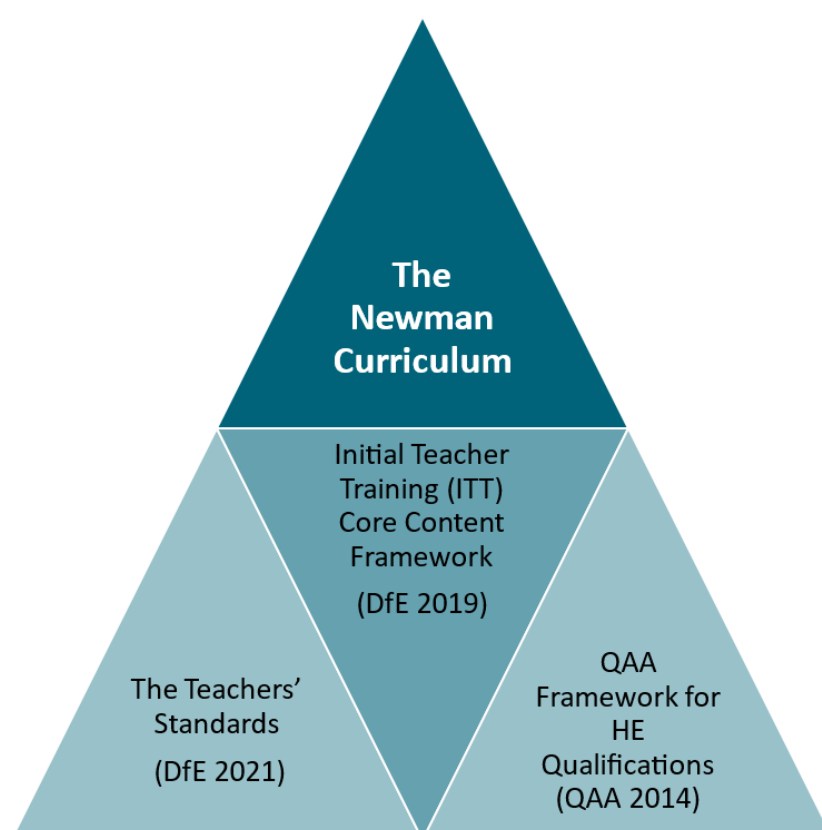 The
Newman
Curriculum
Initial Teacher
Training (ITT)
Core Content
Framework
(DfE 2019)
The Teachers’
Standards
(DfE 2021)
QAA
Framework for
HE
Qualifications
(QAA 2014)